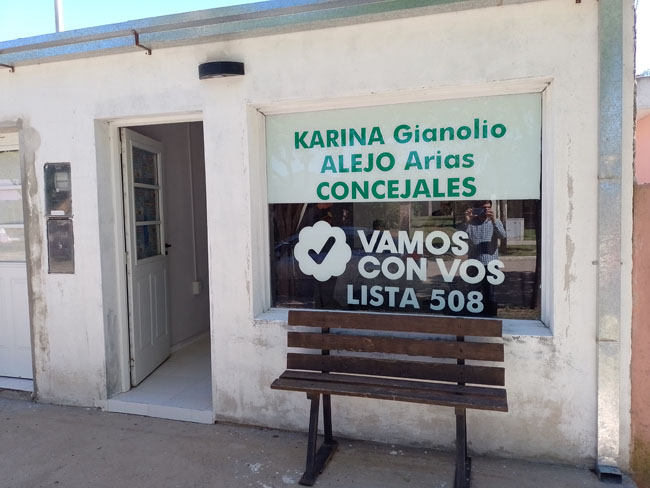 KARINA Gianolio
ALEJO Arias
CONCEJALES
VAMOS
CON VOS
LISTA 508